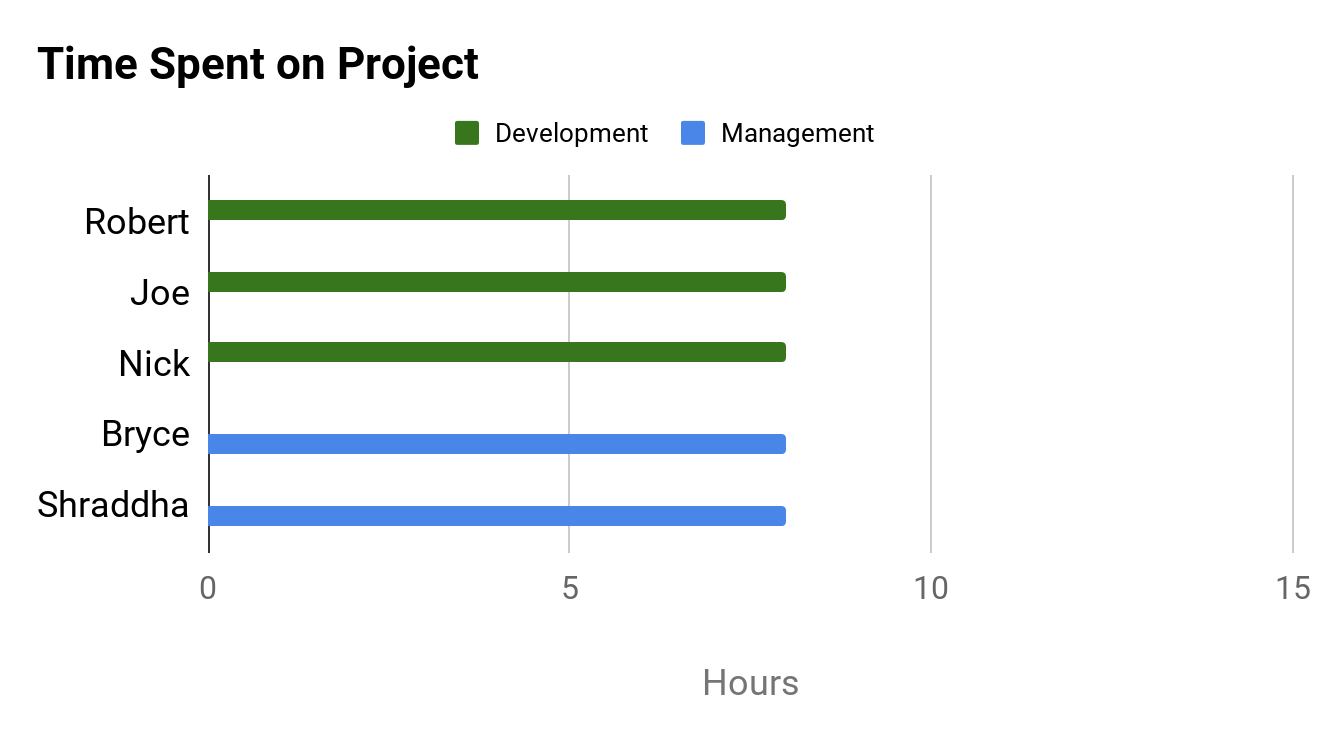 Time Spent on Project
Development Management
Robert
Joe
Nick
Bryce
Shraddha
0 5 10 15
Hours